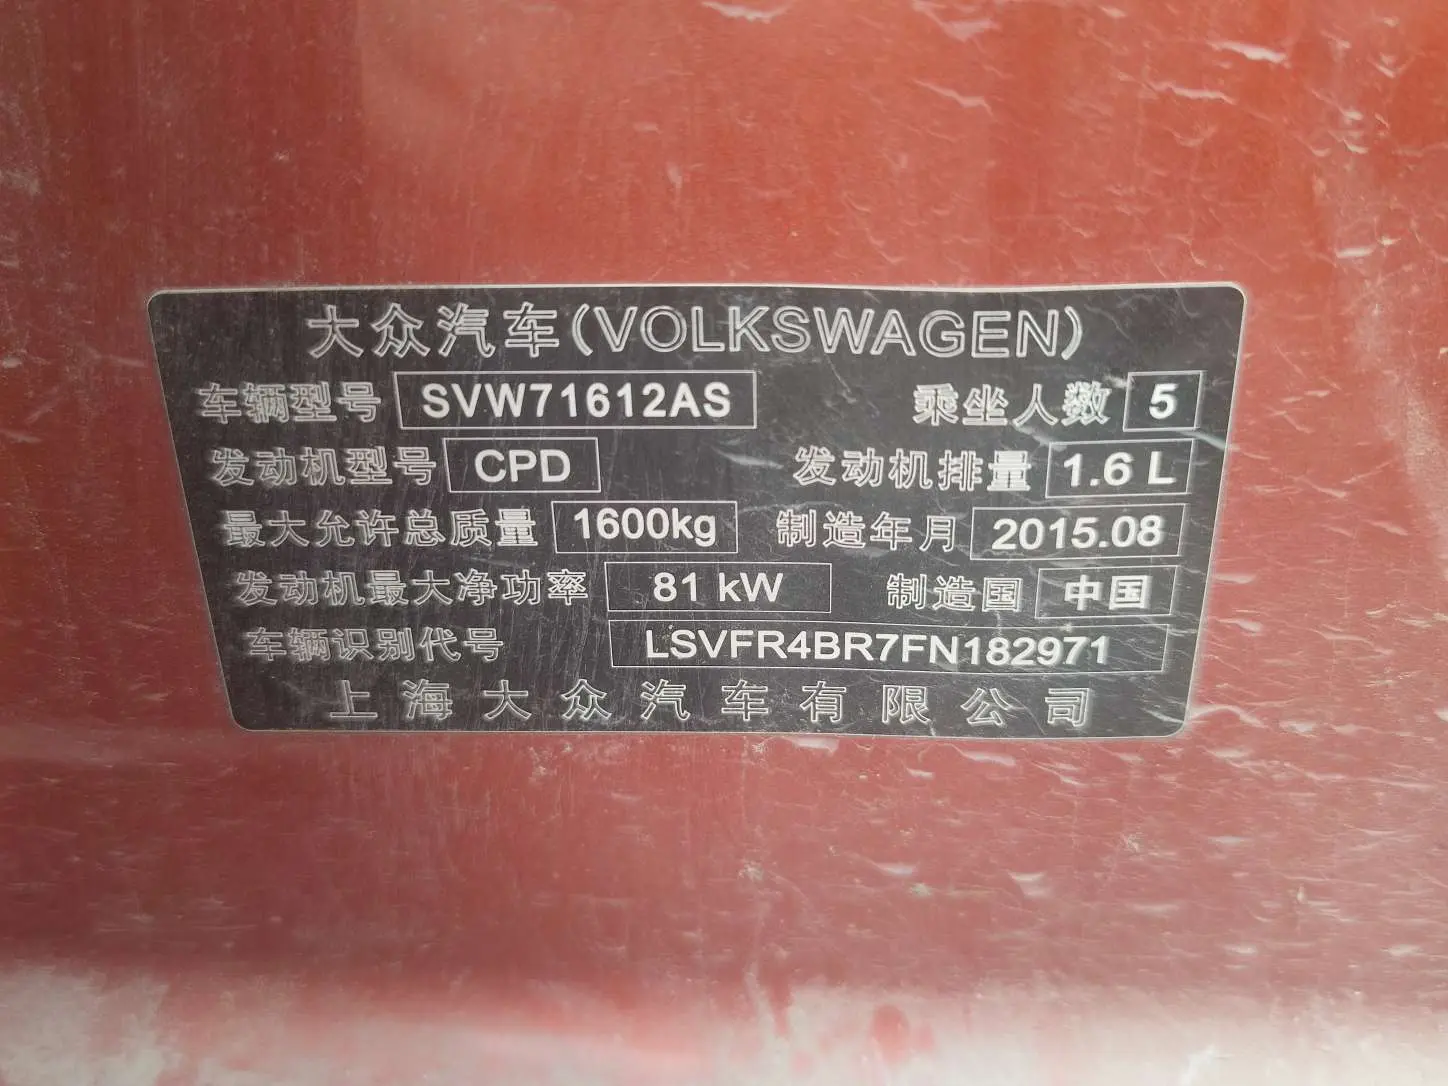 大众汽车(VOLKSWAGEN)
车辆型号 SVW71612AS 乘坐人数 5
发动机型号 CPD 发动机排量 1.6 L
最大允许总质量 1600kg 制造年月 2015.08
发动机最大净功率 81 kW 制造国 中国
车辆识别代号 LSVFR4BR7FN182971
上海大众汽车有限公司